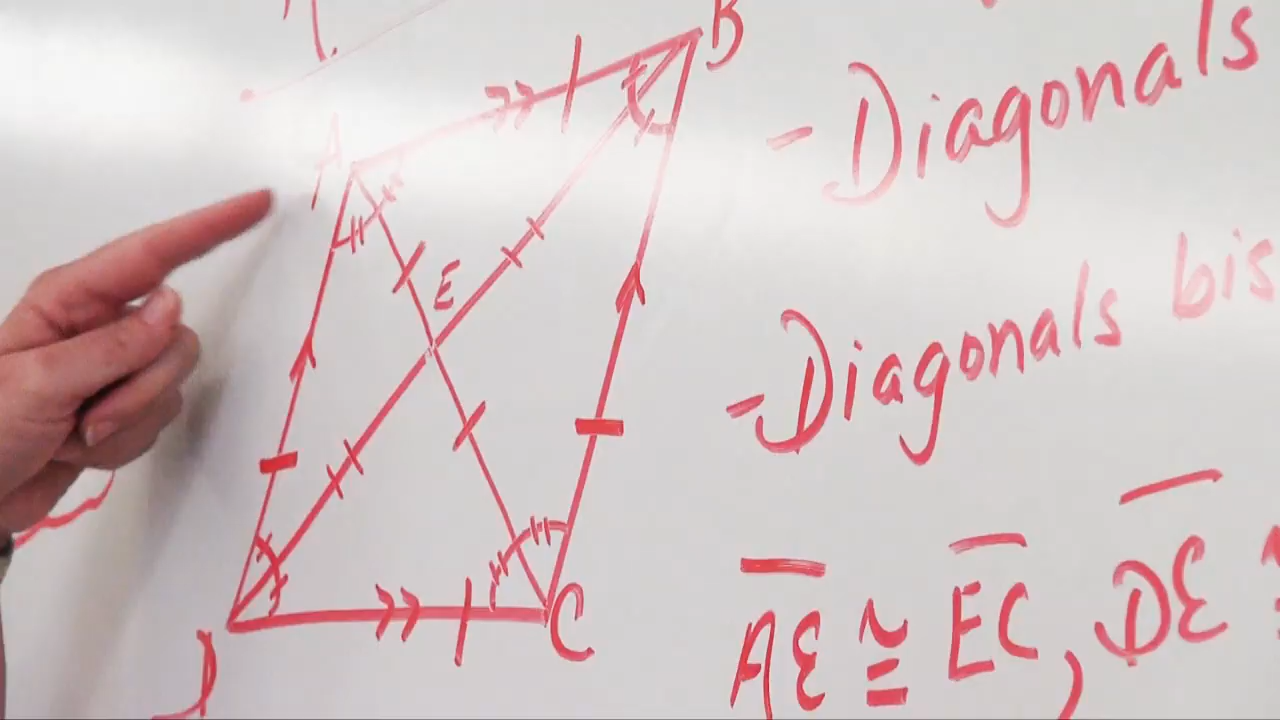 B
- Diagonals
A
E
- Diagonals bis
D
C
AE ≅ EC, DE